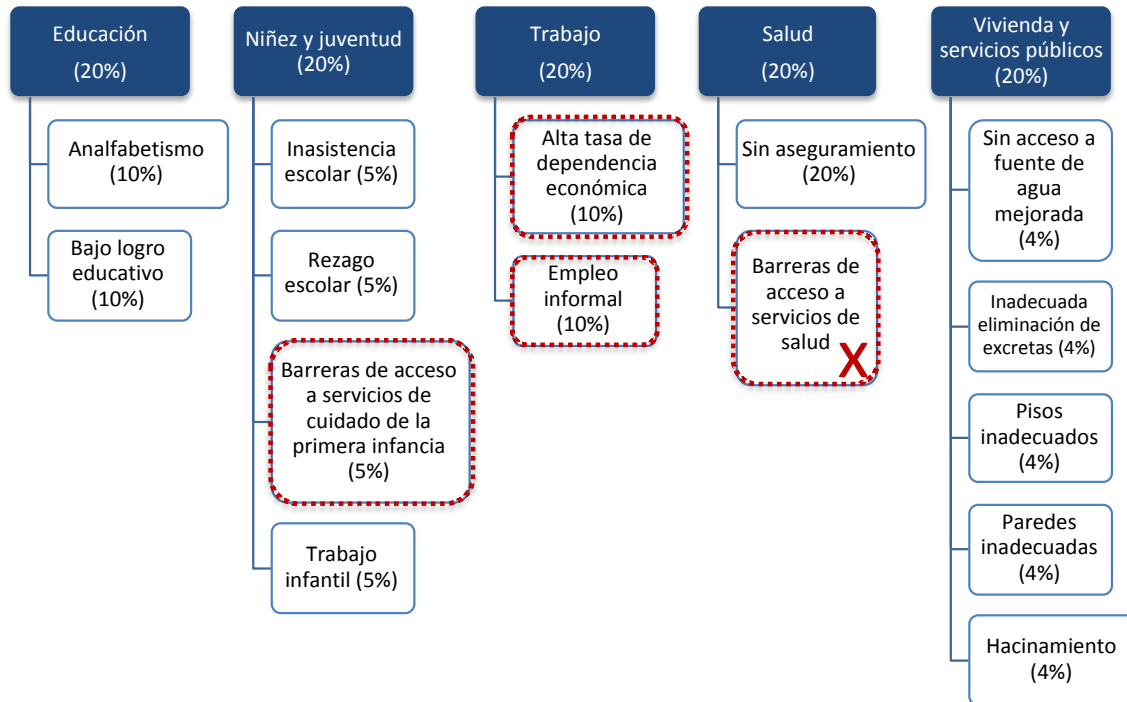 Educación
(20%)
Analfabetismo
(10%)
Bajo logro
educativo
(10%)
Niñez y juventud
(20%)
Inasistencia
escolar (5%)
Rezago
escolar (5%)
Barreras de acceso
a servicios de
cuidado de la
primera infancia
(5%)
Trabajo
infantil (5%)
Trabajo
(20%)
Alta tasa de
dependencia
económica
(10%)
Empleo
informal
(10%)
Salud
(20%)
Sin aseguramiento
(20%)
Barreras de
acceso a
servicios de
salud
X
Vivienda y
servicios públicos
(20%)
Sin acceso a
fuente de
agua
mejorada
(4%)
Inadecuada
eliminación de
excretas (4%)
Pisos
inadecuados
(4%)
Paredes
inadecuadas
(4%)
Hacinamiento
(4%)